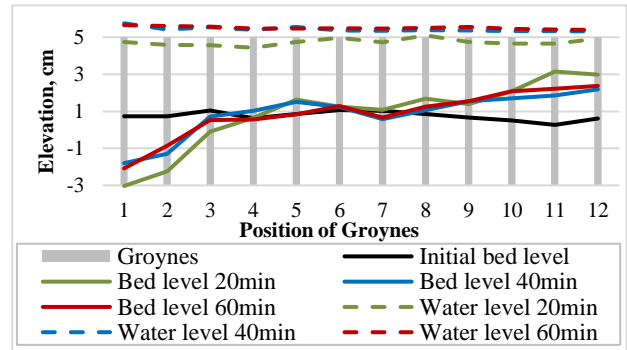 Elevation, cm
5
3
1
-1
-3
1 2 3 4 5 6 7 8 9 10 11 12
Position of Groynes
Groynes Initial bed level
Bed level 20min Bed level 40min
Bed level 60min Water level 20min
Water level 40min Water level 60min